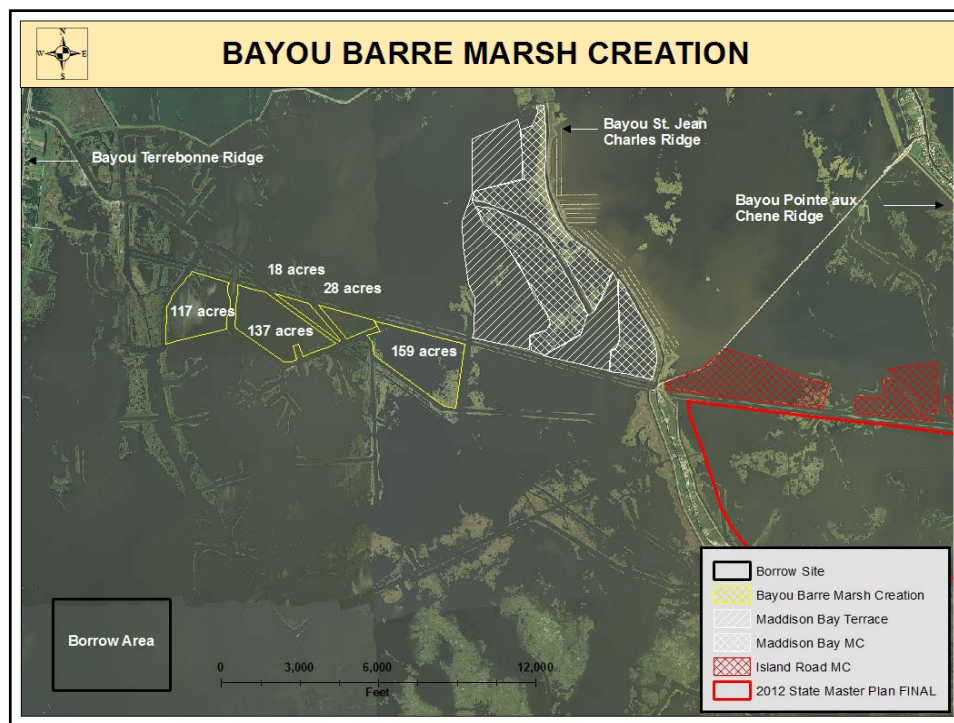 N
W E
S
BAYOU BARRE MARSH CREATION
Bayou St. Jean
Charles Ridge
Bayou Terrebonne Ridge
Bayou Pointe aux
Chene Ridge
18 acres
28 acres
117 acres
137 acres
159 acres
Borrow Area
0 3,000 6,000 12,000
Feet
Borrow Site
Bayou Barre Marsh Creation
Maddison Bay Terrace
Maddison Bay MC
Island Road MC
2012 State Master Plan FINAL